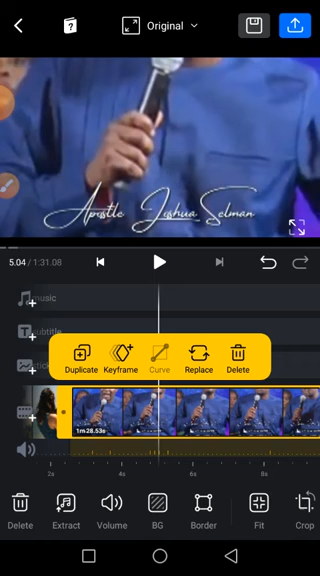 Original
Apostle Joshua Selman
5.04 / 1:31.08
music
subtitle
Duplicate Keyframe Curve Replace Delete
1m28.53s
2s 4s 6s 8s
Delete Extract Volume BG Border Fit Crop